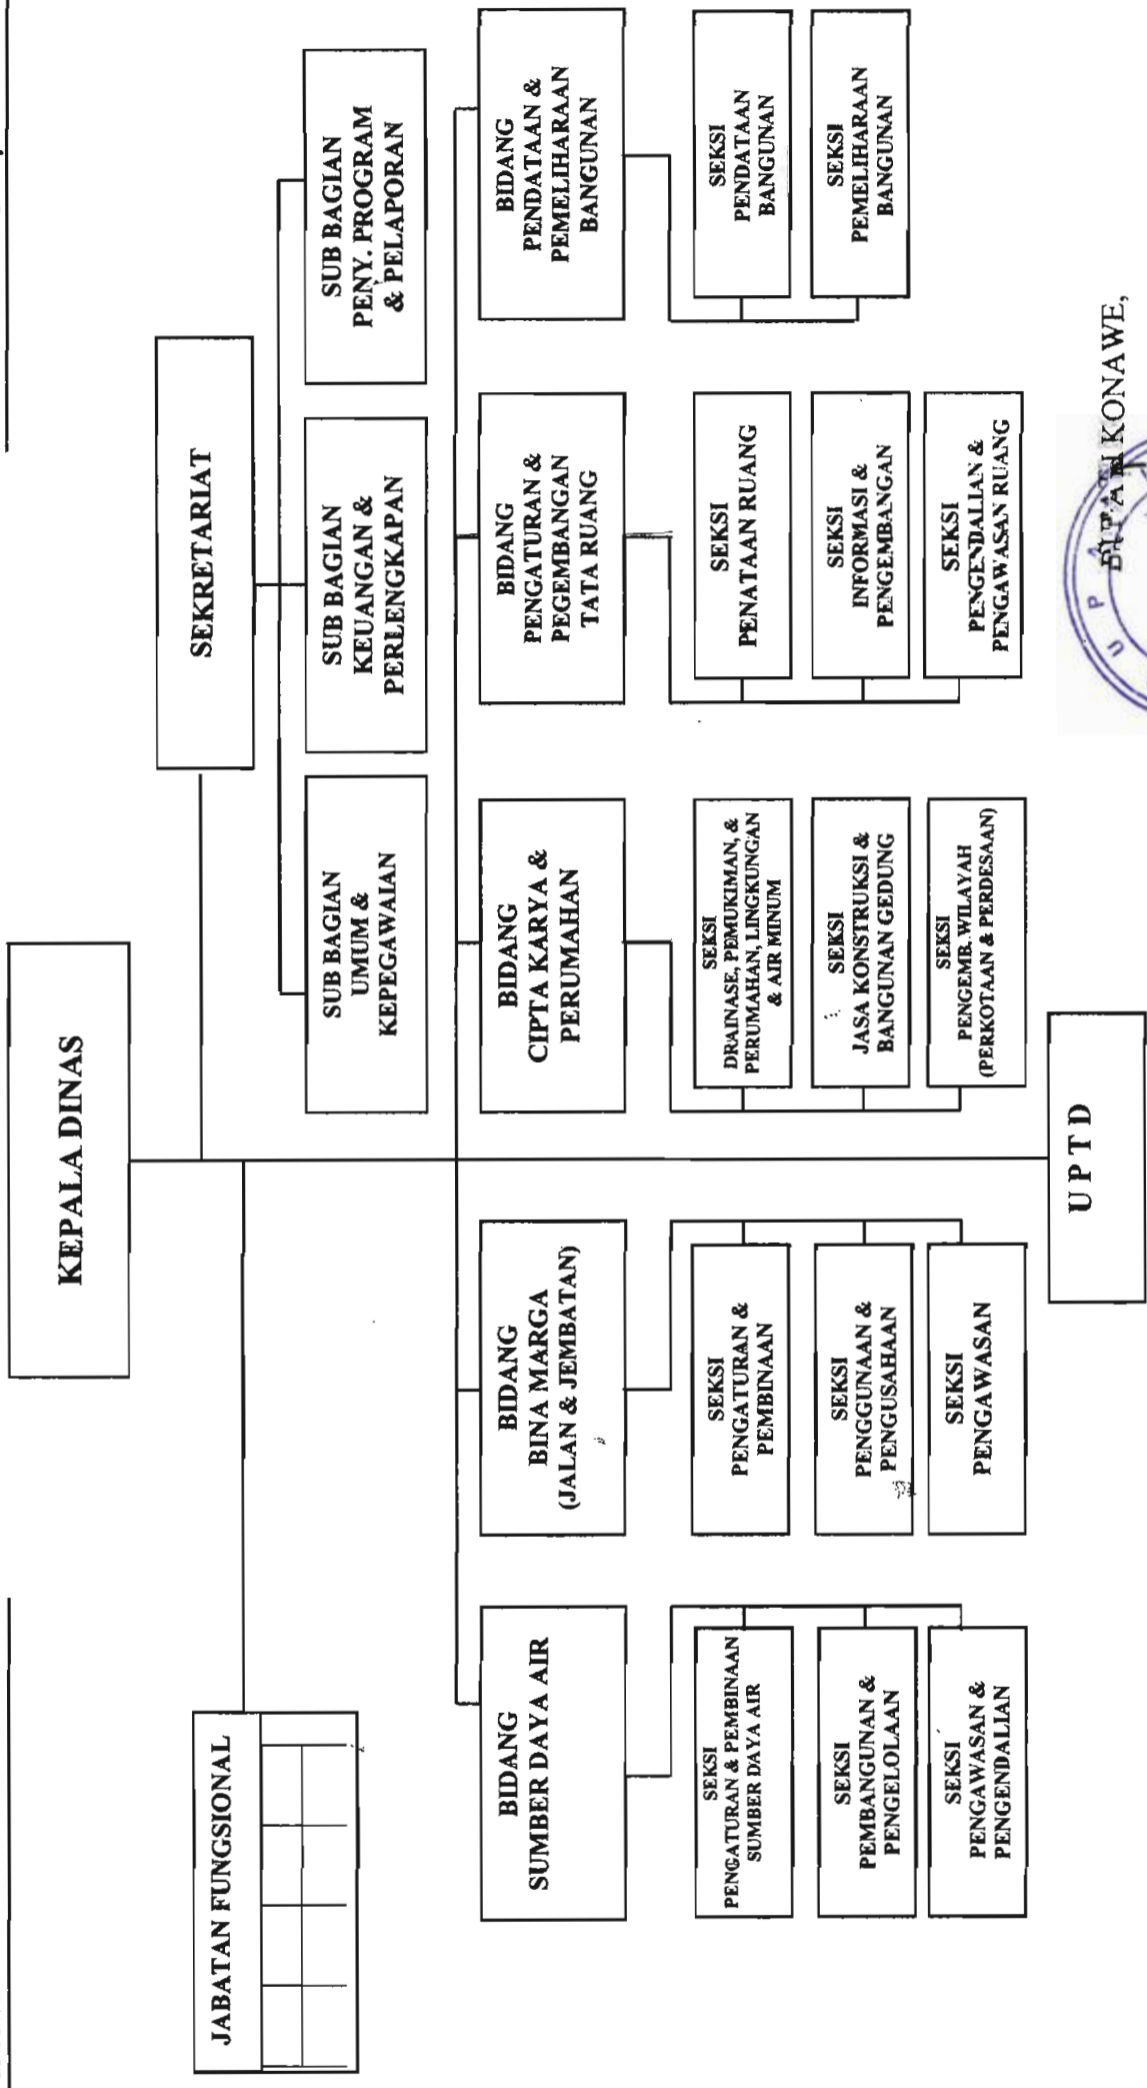 KEPALA DINAS
JABATAN FUNGSIONAL
SEKRETARIAT
SUB BAGIAN
UMUM &
KEPEGAWAIAN
SUB BAGIAN
KEUANGAN &
PERLENGKAPAN
SUB BAGIAN
PENY. PROGRAM
& PELAPORAN
BIDANG
SUMBER DAYA AIR
BIDANG
BINA MARGA
(JALAN & JEMBATAN)
BIDANG
CIPTA KARYA &
PERUMAHAN
BIDANG
PENGATURAN &
PEGEMBANGAN
TATA RUANG
BIDANG
PENDATAAN &
PEMELIHARAAN
BANGUNAN
SEKSI
PENGATURAN & PEMBINAAN
SUMBER DAYA AIR
SEKSI
PEMBANGUNAN &
PENGELOLAAN
SEKSI
PENGAWASAN &
PENGENDALIAN
SEKSI
PENGATURAN &
PEMBINAAN
SEKSI
PENGGUNAAN &
PENGUSAHAAN
SEKSI
PENGAWASAN
SEKSI
DRAINASE, PEMUKIMAN, &
PERUMAHAN, LINGKUNGAN
& AIR MINUM
SEKSI
JASA KONSTRUKSI &
BANGUNAN GEDUNG
SEKSI
PENGEMB. WILAYAH
(PERKOTAAN & PERDESAAN)
SEKSI
PENATAAN RUANG
SEKSI
INFORMASI &
PENGEMBANGAN
SEKSI
PENGENDALIAN &
PENGAWASAN RUANG
SEKSI
PENDATAAN
BANGUNAN
SEKSI
PEMELIHARAAN
BANGUNAN
U P T D
BUPATI KONAWE,